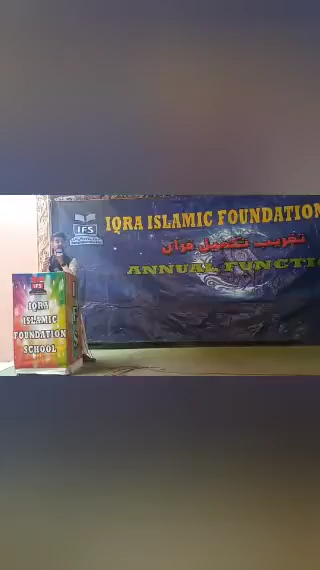 IQRA ISLAMIC FOUNDATION
IFS
تقریب تکمیل قرآن
ANNUAL FUNCTI
IFS
IQRA
ISLAMIC
FOUNDATION
SCHOOL